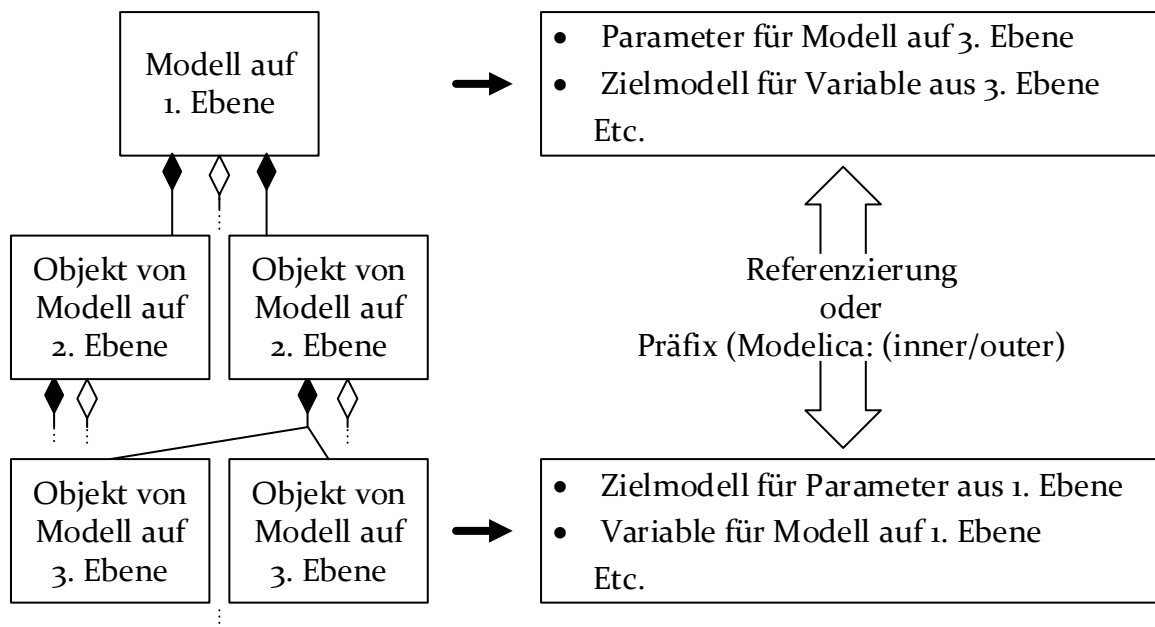 Modell auf
1. Ebene
• Parameter für Modell auf 3. Ebene
• Zielmodell für Variable aus 3. Ebene
Etc.
Objekt von
Modell auf
2. Ebene
Objekt von
Modell auf
2. Ebene
Referenzierung
oder
Präfix (Modelica: (inner/outer)
Objekt von
Modell auf
3. Ebene
Objekt von
Modell auf
3. Ebene
• Zielmodell für Parameter aus 1. Ebene
• Variable für Modell auf 1. Ebene
Etc.